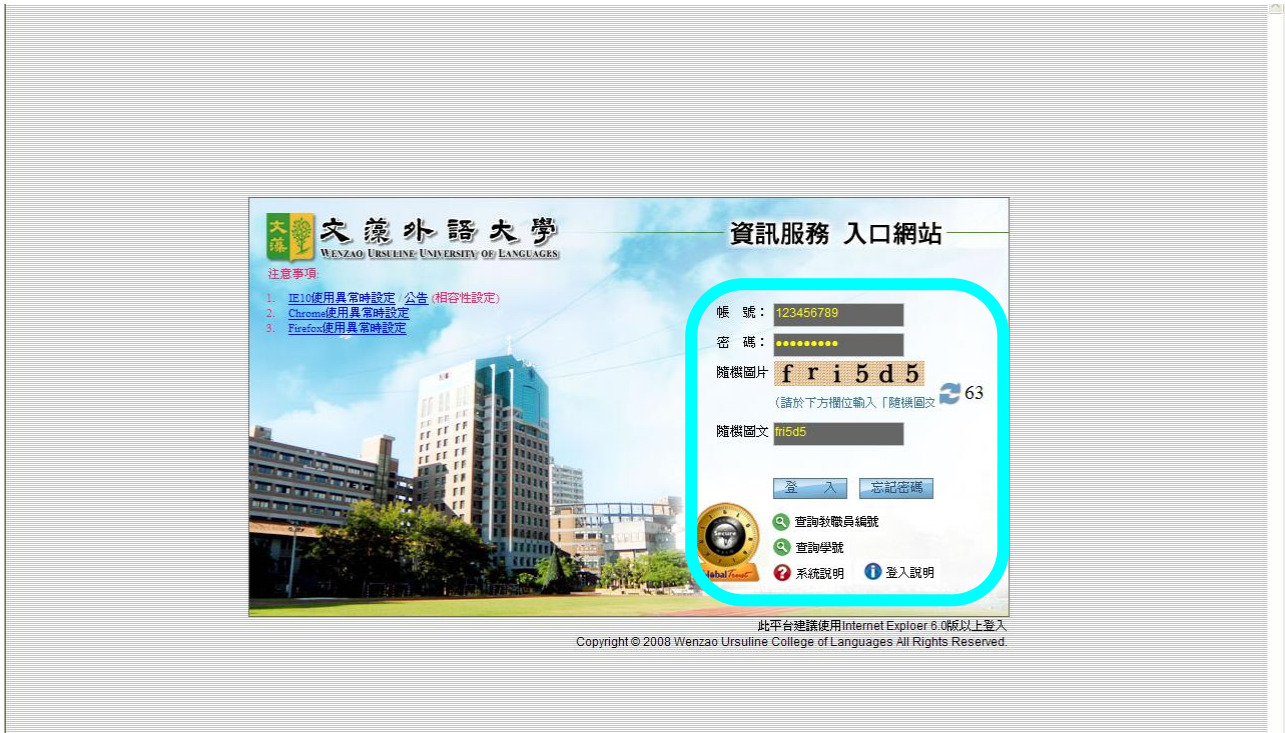 文藻
文藻外語大學
WENZAO URSULINE UNIVERSITY OF LANGUAGES
資訊服務 入口網站
注意事項:
1. IE10使用異常時設定 / 公告 (相容性設定)
2. Chrome使用異常時設定
3. Firefox使用異常時設定
帳 號： 123456789
密 碼： ●●●●●●●●●
隨機圖片 f r i 5 d 5
(請於下方欄位輸入「隨機圖文 63
隨機圖文 fri5d5
登 入 忘記密碼
查詢教職員編號
查詢學號
系統說明 登入說明
Secure
GlobalTrust
此平台建議使用Internet Exploer 6.0版以上登入
Copyright © 2008 Wenzao Ursuline College of Languages All Rights Reserved.